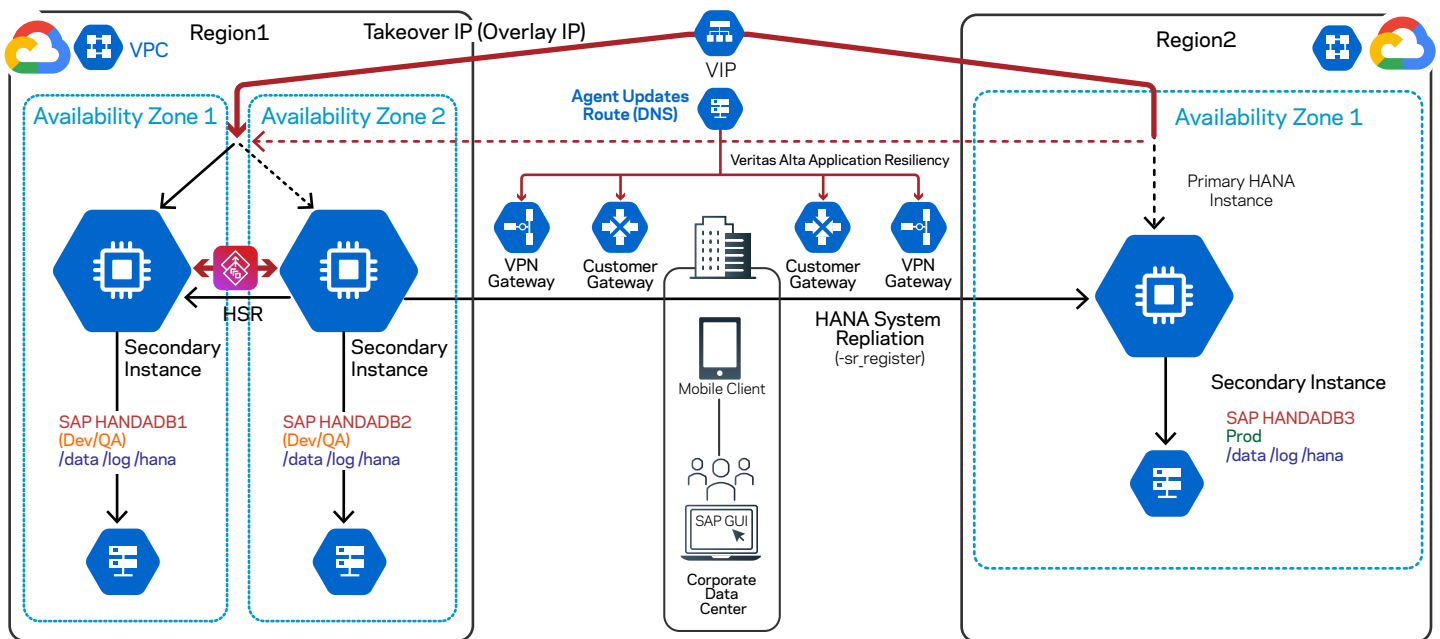 VPC
Region1
Takeover IP (Overlay IP)
VIP
Region2
Agent Updates
Route (DNS)
Availability Zone 1
Availability Zone 2
Availability Zone 1
Veritas Alta Application Resiliency
Primary HANA
Instance
VPN
Gateway
Customer
Gateway
Customer
Gateway
VPN
Gateway
HSR
HANA System
Repliation
(-sr_register)
Secondary
Instance
Secondary
Instance
Mobile Client
Secondary Instance
SAP HANDADB1
(Dev/QA)
/data /log /hana
SAP HANDADB2
(Dev/QA)
/data /log /hana
SAP HANDADB3
Prod
/data /log /hana
SAP GUI
Corporate
Data
Center